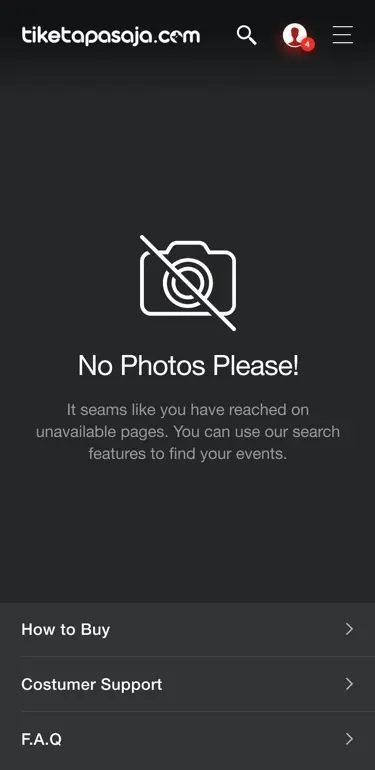 tiketapasaja.com
4
No Photos Please!
It seams like you have reached on
unavailable pages. You can use our search
features to find your events.
How to Buy
Costumer Support
F.A.Q